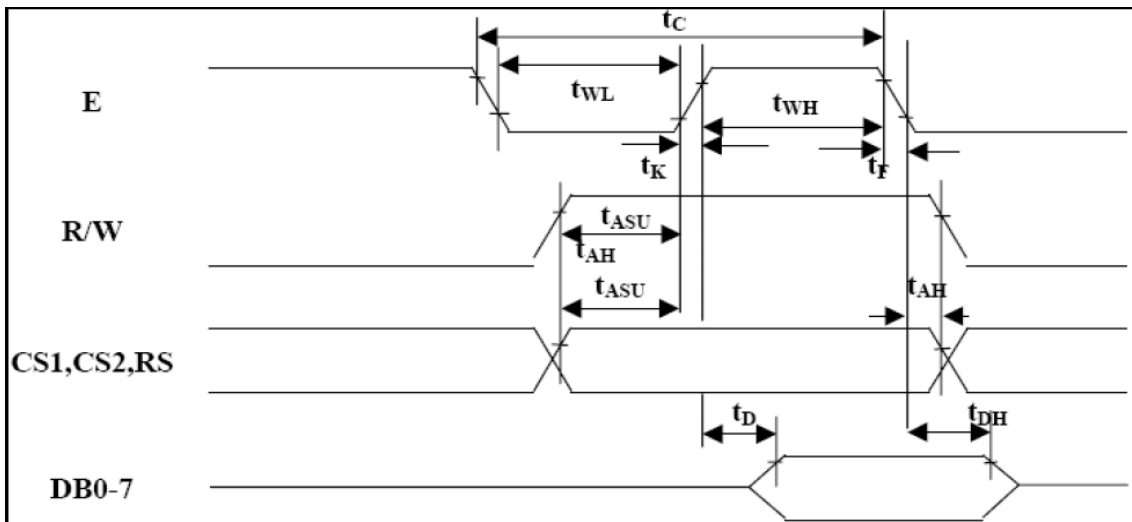 tC
E
tWL
tWH
tK
tF
R/W
tASU
tAH
tASU
tAH
CS1,CS2,RS
tD
tDH
DB0-7